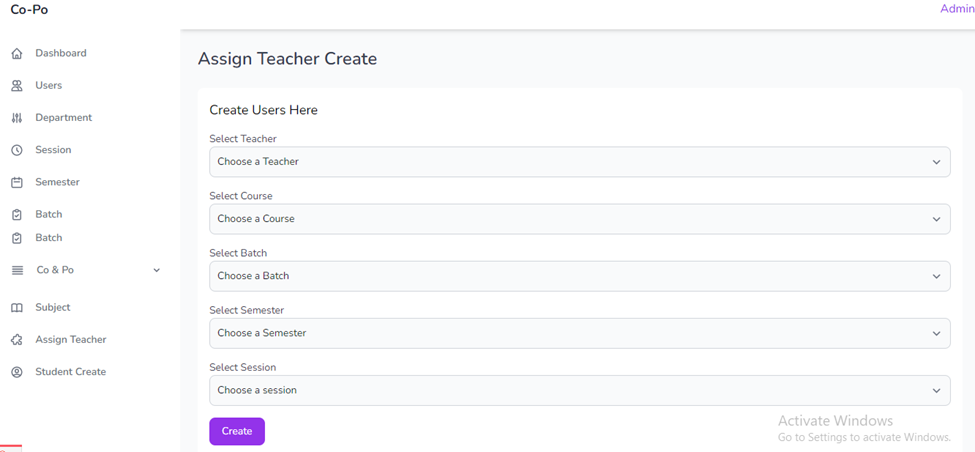 Co-Po
Admin
Dashboard
Users
Department
Session
Semester
Batch
Batch
Co & Po
Subject
Assign Teacher
Student Create
Assign Teacher Create
Create Users Here
Select Teacher
Choose a Teacher
Select Course
Choose a Course
Select Batch
Choose a Batch
Select Semester
Choose a Semester
Select Session
Choose a session
Create
Activate Windows
Go to Settings to activate Windows.